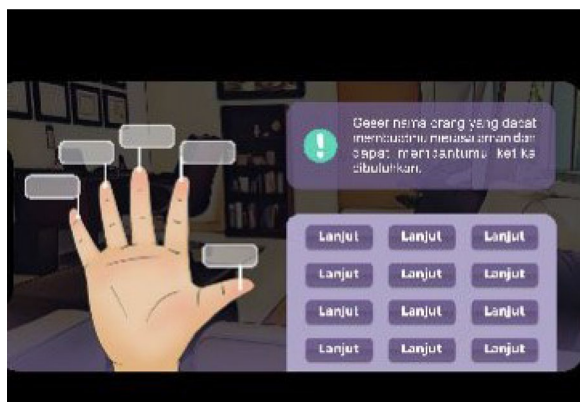 Geser nama orang yang dapat
membuatmu merasa aman dan
dapat membantumu ketika
dibutuhkan.
Lanjut Lanjut Lanjut
Lanjut Lanjut Lanjut
Lanjut Lanjut Lanjut
Lanjut Lanjut Lanjut